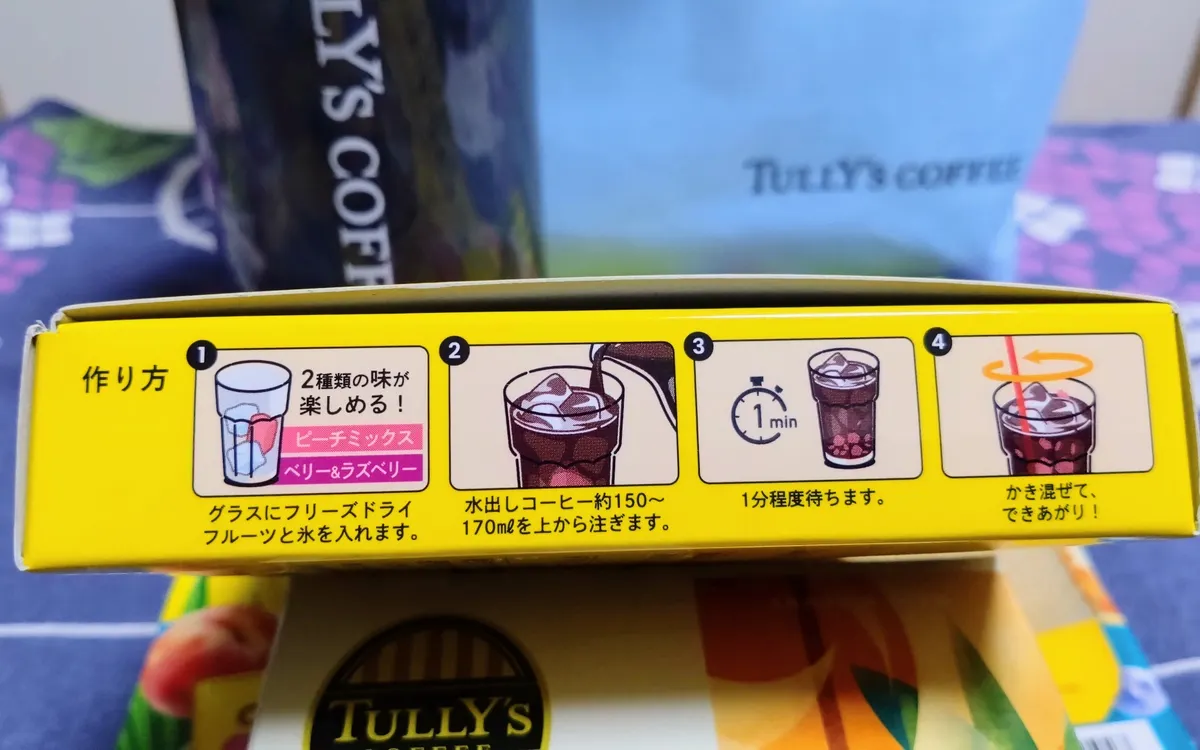 LY'S COFF
TULLY'S COFFEE
作り方
1
2種類の味が
楽しめる！
ピーチミックス
ベリー&ラズベリー
グラスにフリーズドライ
フルーツと氷を入れます。
2
水出しコーヒー約150〜
170mlを上から注ぎます。
3
1min
1分程度待ちます。
4
かき混ぜて、
できあがり！
TULLY'S
COFFEE